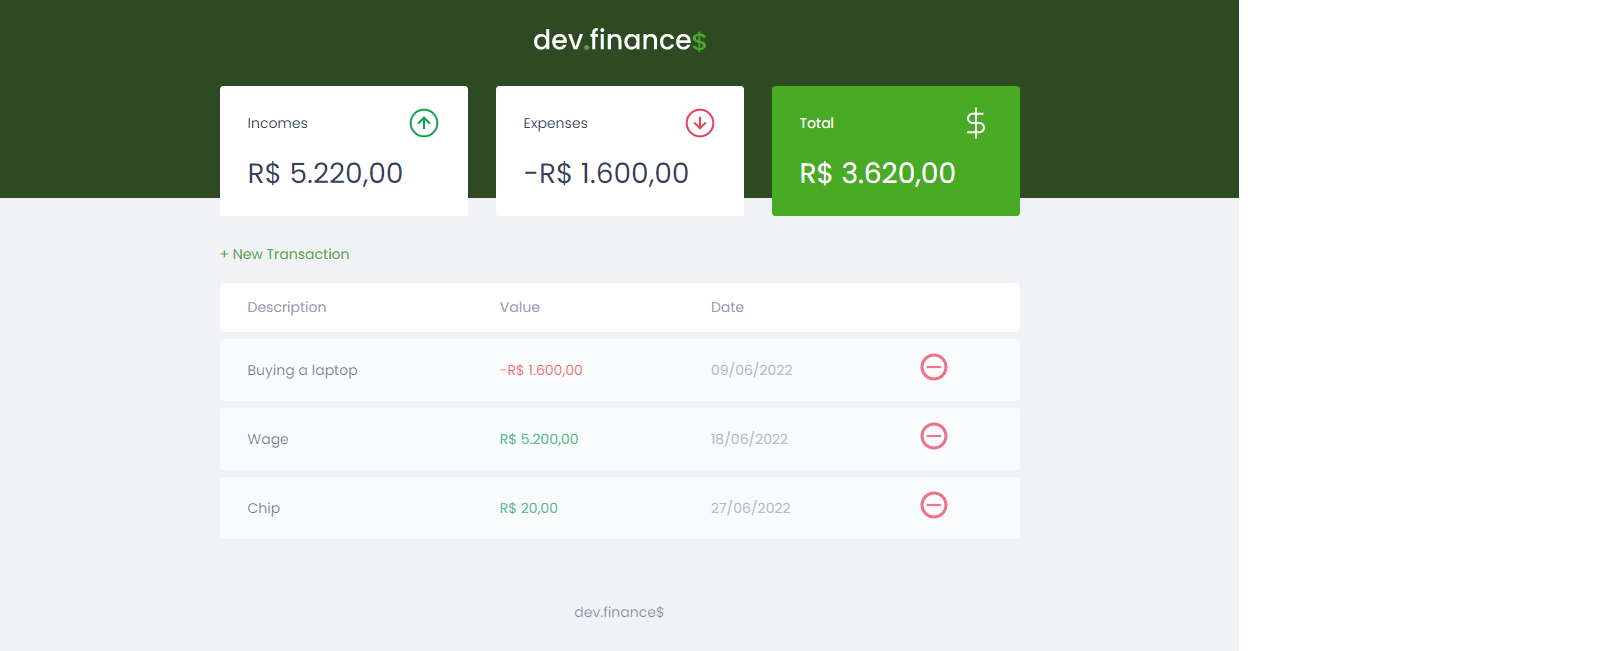 dev.finance$
Incomes
R$ 5.220,00
Expenses
-R$ 1.600,00
Total
$
R$ 3.620,00
+ New Transaction
Description Value Date
Buying a laptop -R$ 1.600,00 09/06/2022
Wage R$ 5.200,00 18/06/2022
Chip R$ 20,00 27/06/2022
dev.finance$